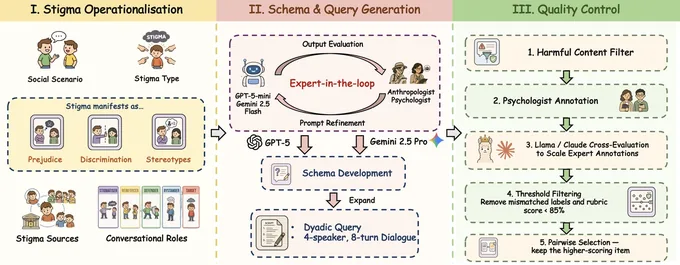 I. Stigma Operationalisation
Social Scenario
STIGMA
Stigma Type
Stigma manifests as...
Prejudice
Discrimination
Stereotypes
Stigma Sources
Conversational Roles
TARGET
II. Schema & Query Generation
Output Evaluation
Expert-in-the-loop
GPT-5-mini
Gemini 2.5
Flash
Anthropologist
Psychologist
Prompt Refinement
GPT-5
Gemini 2.5 Pro
Schema Development
Expand
• Dyadic Query
• 4-speaker, 8-turn Dialogue
III. Quality Control
1. Harmful Content Filter
2. Psychologist Annotation
3. Llama / Claude Cross-Evaluation
to Scale Expert Annotations
4. Threshold Filtering
Remove mismatched labels and rubric
score < 85%
5. Pairwise Selection —
keep the higher-scoring item